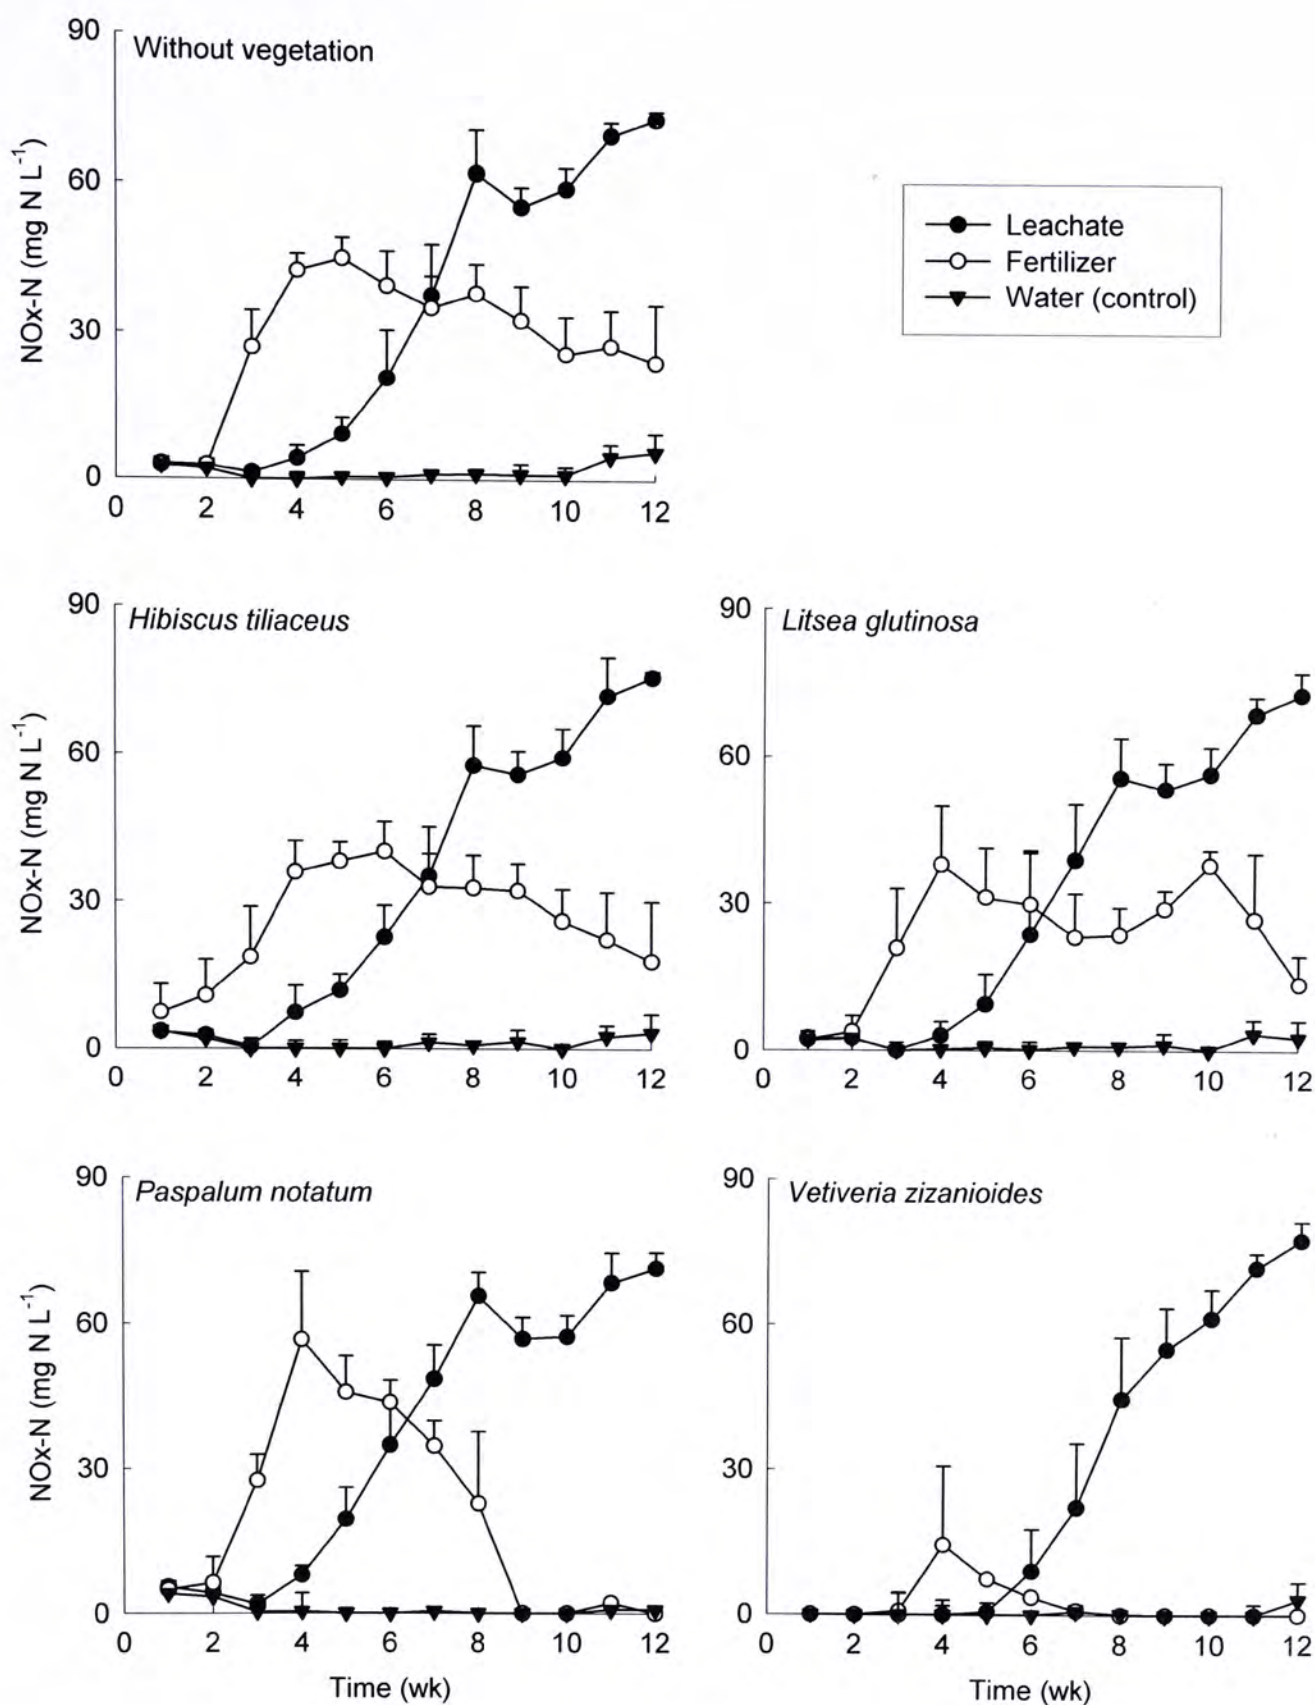 Without vegetation
NOx-N (mg N L⁻¹)
90
60
30
0
0 2 4 6 8 10 12
Leachate
Fertilizer
Water (control)
Hibiscus tiliaceus
NOx-N (mg N L⁻¹)
90
60
30
0
0 2 4 6 8 10 12
Litsea glutinosa
90
60
30
0
0 2 4 6 8 10 12
Paspalum notatum
NOx-N (mg N L⁻¹)
90
60
30
0
0 2 4 6 8 10 12
Time (wk)
Vetiveria zizanioides
90
60
30
0
0 2 4 6 8 10 12
Time (wk)